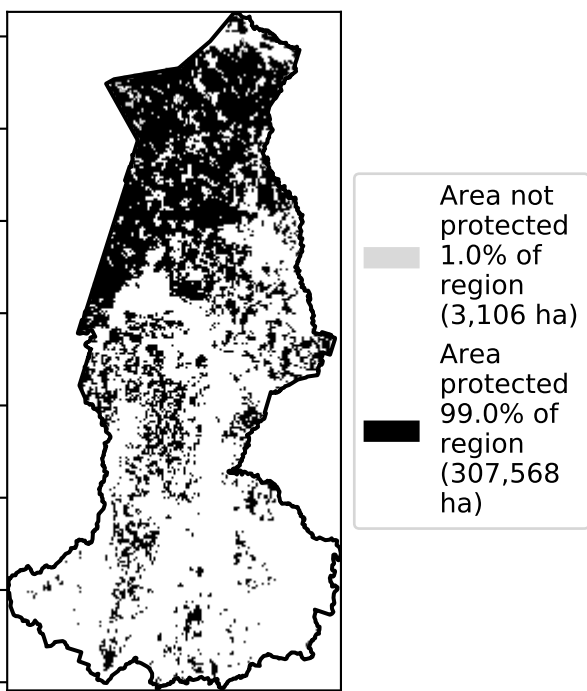 Area not
protected
1.0% of
region
(3,106 ha)
Area
protected
99.0% of
region
(307,568
ha)